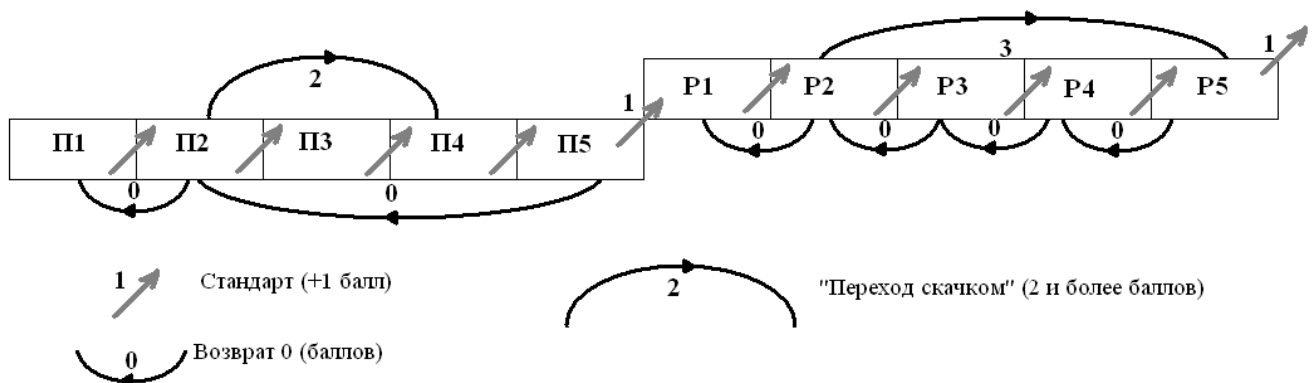 2
3
1
1
Р1 Р2 Р3 Р4 Р5
0 0 0 0
П1 П2 П3 П4 П5
0 0
1 Стандарт (+1 балл)
2 "Переход скачком" (2 и более баллов)
0 Возврат 0 (баллов)